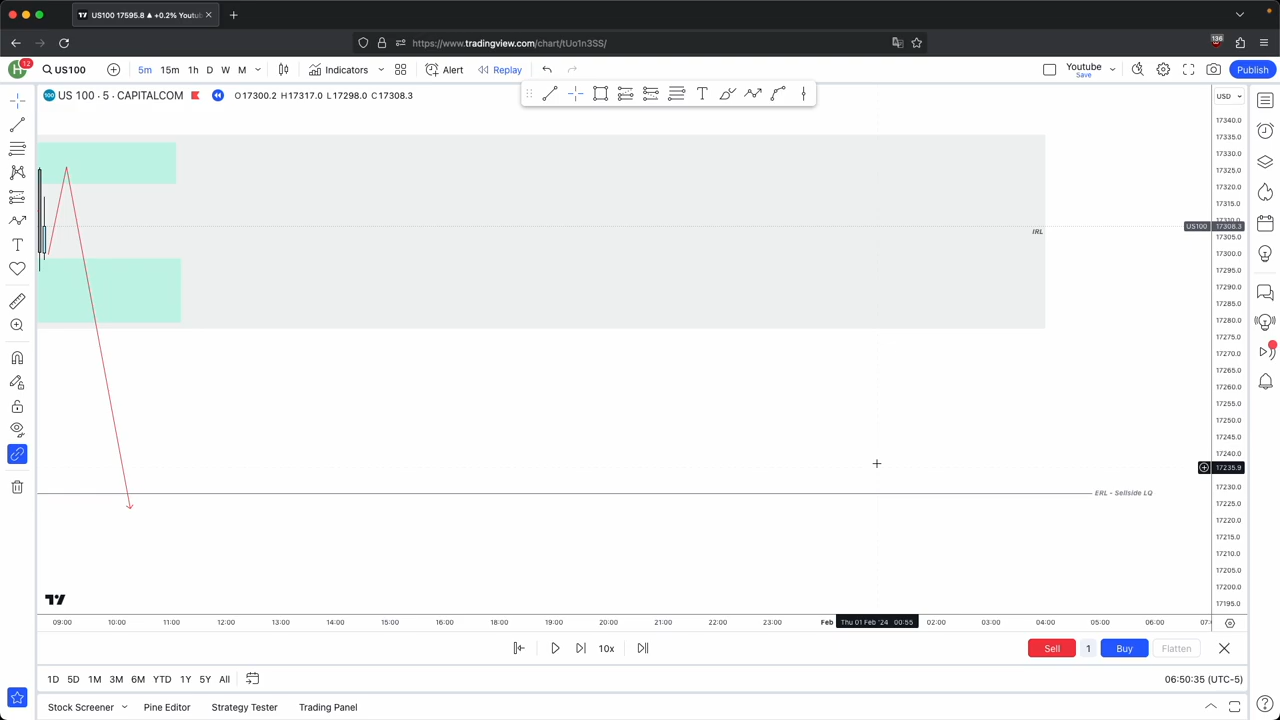 US100 17595.8 ▲ +0.2% Youtu
https://www.tradingview.com/chart/tUo1n3SS/
136
H
12
US100
5m
15m
1h
D
W
M
Indicators
Alert
Replay
Youtube
Save
Publish
US 100 · 5 · CAPITALCOM
O17300.2 H17317.0 L17298.0 C17308.3
USD
17340.0
17335.0
17330.0
17325.0
17320.0
17315.0
17310.0
US100 17308.3
17305.0
IRL
17300.0
17295.0
17290.0
17285.0
17280.0
17275.0
17270.0
17265.0
17260.0
17255.0
17250.0
17245.0
17240.0
17235.9
17230.0
ERL - Sellside LQ
17225.0
17220.0
17215.0
17210.0
17205.0
17200.0
17195.0
09:00
10:00
11:00
12:00
13:00
14:00
15:00
16:00
17:00
18:00
19:00
20:00
21:00
22:00
23:00
Feb
Thu 01 Feb '24 00:55
02:00
03:00
04:00
05:00
06:00
07:
10x
Sell
1
Buy
Flatten
1D
5D
1M
3M
6M
YTD
1Y
5Y
All
06:50:35 (UTC-5)
Stock Screener
Pine Editor
Strategy Tester
Trading Panel